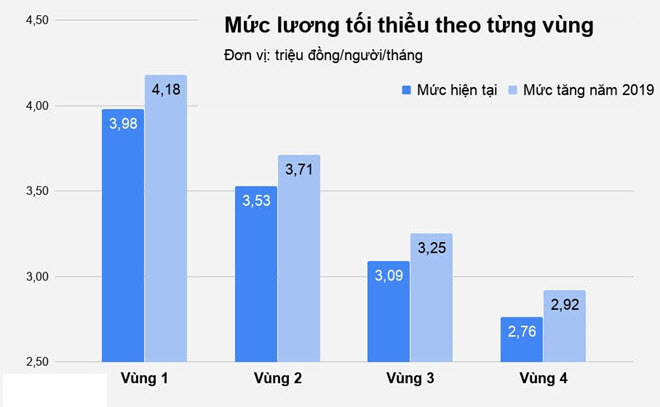 Mức lương tối thiểu theo từng vùng
Đơn vị: triệu đồng/người/tháng
Mức hiện tại Mức tăng năm 2019
4,50
4,00
3,50
3,00
2,50
3,98 4,18
3,53 3,71
3,09 3,25
2,76 2,92
Vùng 1 Vùng 2 Vùng 3 Vùng 4